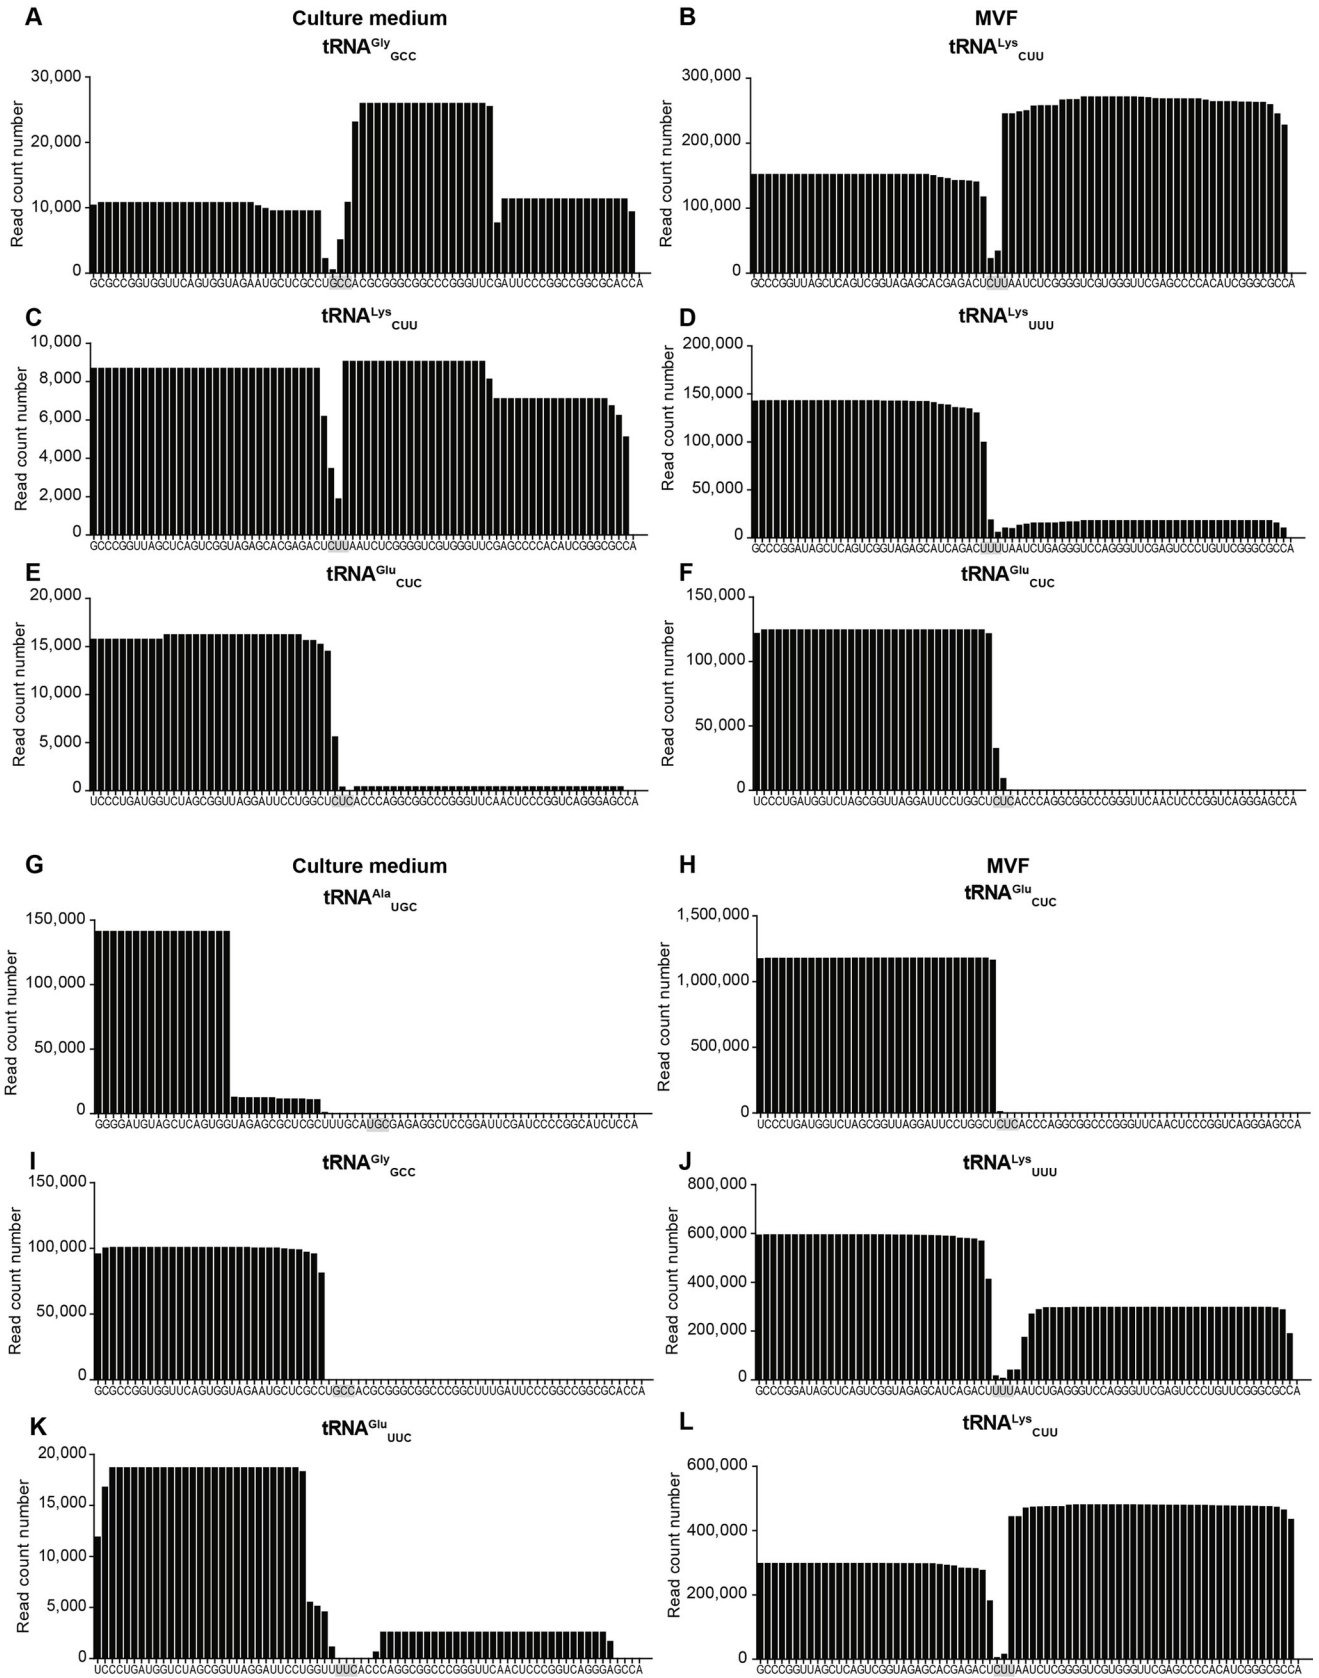 A
Culture medium
tRNAGlyGCC
Read count number
30,000
20,000
10,000
0
GCGCCGGUGGUUCAGUGGUAGAAUGCUCGCCUGCCACGCGGGCGGCCCGGGUUCGAUUCCCGGCCGGCGCACCA
B
MVF
tRNALysCUU
Read count number
300,000
200,000
100,000
0
GCCCGGUUAGCUCAGUCGGUAGAGCACGAGACUCUUAAUCUCGGGGUCGUGGGUUCGAGCCCCACAUCGGGCGCCA
C
tRNALysCUU
Read count number
10,000
8,000
6,000
4,000
2,000
0
GCCCGGUUAGCUCAGUCGGUAGAGCACGAGACUCUUAAUCUCGGGGUCGUGGGUUCGAGCCCCACAUCGGGCGCCA
D
tRNALysUUU
Read count number
200,000
150,000
100,000
50,000
0
GCCCGGAUAGCUCAGUCGGUAGAGCAUCAGACUUUUAAUCUGAGGGUCCAGGGUUCGAGUCCCUGUUCGGGCGCCA
E
tRNAGluCUC
Read count number
20,000
15,000
10,000
5,000
0
UCCCUGAUGGUCUAGCGGUUAGGAUUCCUGGCUCUCACCCAGGCGGCCCGGGUUCAACUCCCGGUCAGGGAGCCA
F
tRNAGluCUC
Read count number
150,000
100,000
50,000
0
UCCCUGAUGGUCUAGCGGUUAGGAUUCCUGGCUCUCACCCAGGCGGCCCGGGUUCAACUCCCGGUCAGGGAGCCA
G
Culture medium
tRNAAlaUGC
Read count number
150,000
100,000
50,000
0
GGGGAUGUAGCUCAGUGGUAGAGCGCUCGCUUUGCAUGCGAGAGGCUCCGGAUUCGAUCCCCGGCAUCUCCA
H
MVF
tRNAGluCUC
Read count number
1,500,000
1,000,000
500,000
0
UCCCUGAUGGUCUAGCGGUUAGGAUUCCUGGCUCUCACCCAGGCGGCCCGGGUUCAACUCCCGGUCAGGGAGCCA
I
tRNAGlyGCC
Read count number
150,000
100,000
50,000
0
GCGCCGGUGGUUCAGUGGUAGAAUGCUCGCCUGCCACGCGGGCGGCCCGGCUUUGAUUCCCGGCCGGCGCACCA
J
tRNALysUUU
Read count number
800,000
600,000
400,000
200,000
0
GCCCGGAUAGCUCAGUCGGUAGAGCAUCAGACUUUUAAUCUGAGGGUCCAGGGUUCGAGUCCCUGUUCGGGCGCCA
K
tRNAGluUUC
Read count number
20,000
15,000
10,000
5,000
0
UCCCUGAUGGUCUAGCGGUUAGGAUUCCUGGUUUUCACCCAGGCGGCCCGGGUUCAACUCCCGGUCAGGGAGCCA
L
tRNALysCUU
Read count number
600,000
400,000
200,000
0
GCCCGGUUAGCUCAGUCGGUAGAGCACGAGACUCUUAAUCUCGGGGUCGUGGGUUCGAGCCCCUCAUCGGGCGCCA